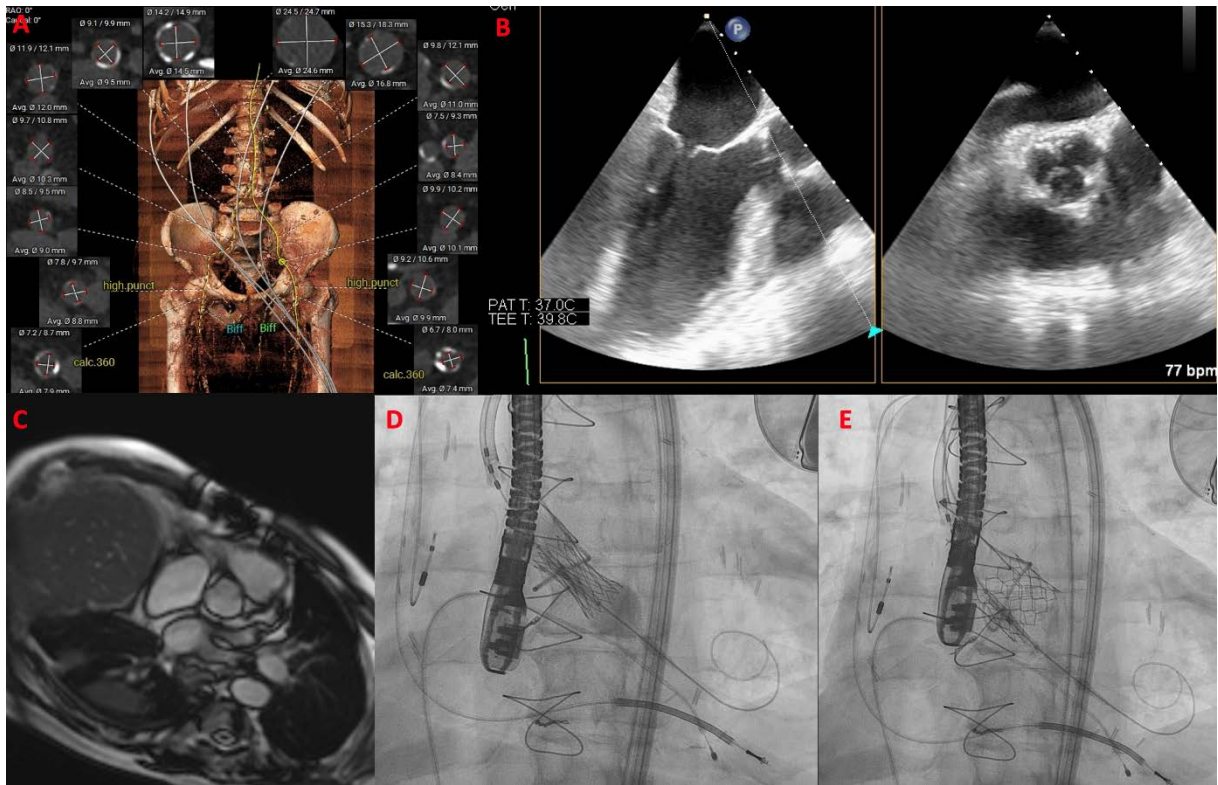 RAO: 0°
Caudal: 0°
A
Ø 9.1 / 9.9 mm
Avg. Ø 9.5 mm
Ø 14.2 / 14.9 mm
Avg. Ø 14.5 mm
Ø 24.5 / 24.7 mm
Avg. Ø 24.6 mm
Ø 15.3 / 18.3 mm
Avg. Ø 16.8 mm
Ø 11.9 / 12.1 mm
Avg. Ø 12.0 mm
Ø 9.8 / 12.1 mm
Avg. Ø 11.0 mm
Ø 9.7 / 10.8 mm
Avg. Ø 10.3 mm
Ø 7.5 / 9.3 mm
Avg. Ø 8.4 mm
Ø 8.5 / 9.5 mm
Avg. Ø 9.0 mm
Ø 9.9 / 10.2 mm
Avg. Ø 10.1 mm
Ø 7.8 / 9.7 mm
Avg. Ø 8.8 mm
high.punct
high.punct
Ø 9.2 / 10.6 mm
Avg. Ø 9.9 mm
Ø 7.2 / 8.7 mm
Avg. Ø 7.9 mm
calc.360
Biff
Biff
calc.360
Ø 6.7 / 8.0 mm
Avg. Ø 7.4 mm
B
P
PAT T: 37.0C
TEE T: 39.8C
77 bpm
C
D
E